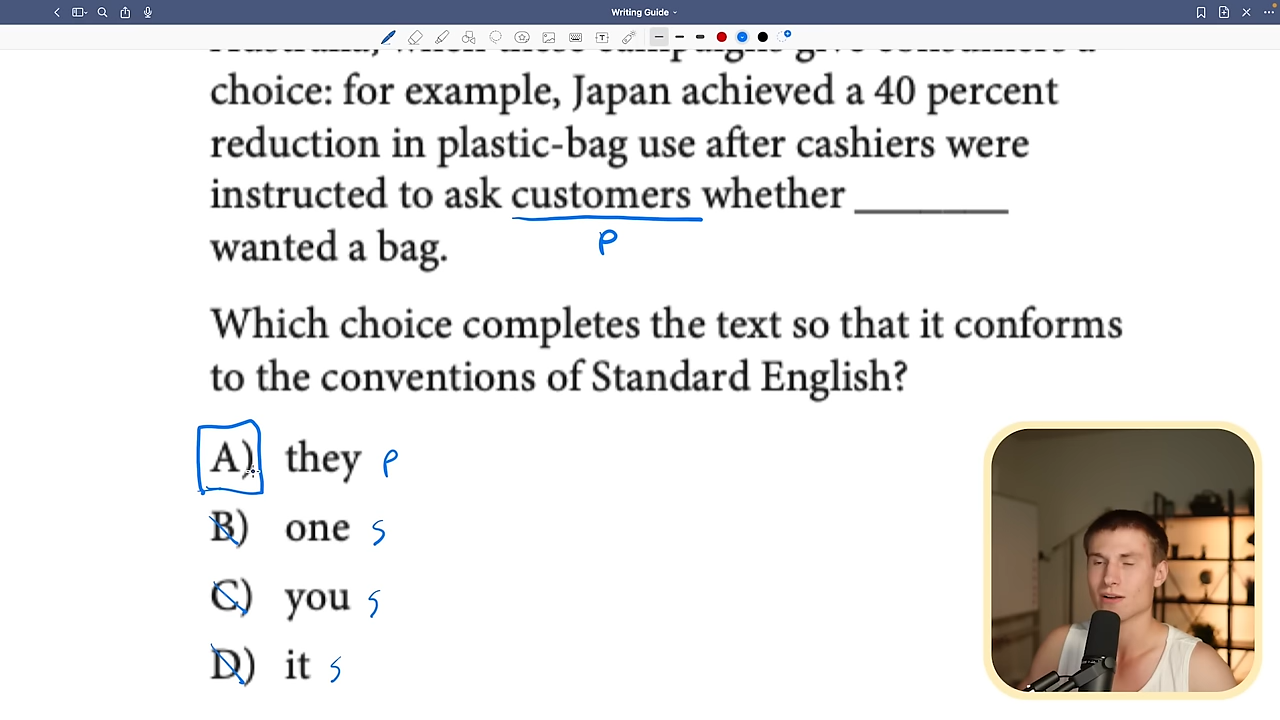 Writing Guide
choice: for example, Japan achieved a 40 percent
reduction in plastic-bag use after cashiers were
instructed to ask customers whether ________
P
wanted a bag.
Which choice completes the text so that it conforms
to the conventions of Standard English?
A) they P
B) one S
C) you S
D) it S